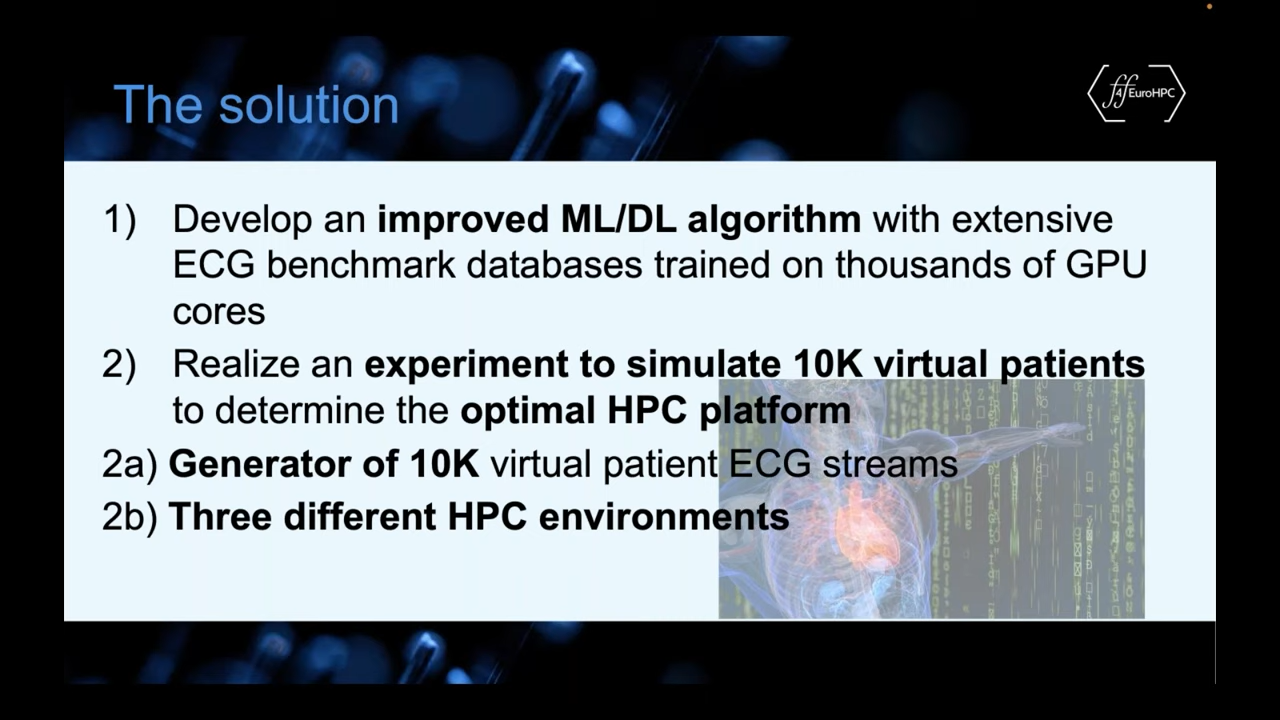 The solution
ff4EuroHPC
1) Develop an improved ML/DL algorithm with extensive
ECG benchmark databases trained on thousands of GPU
cores
2) Realize an experiment to simulate 10K virtual patients
to determine the optimal HPC platform
2a) Generator of 10K virtual patient ECG streams
2b) Three different HPC environments